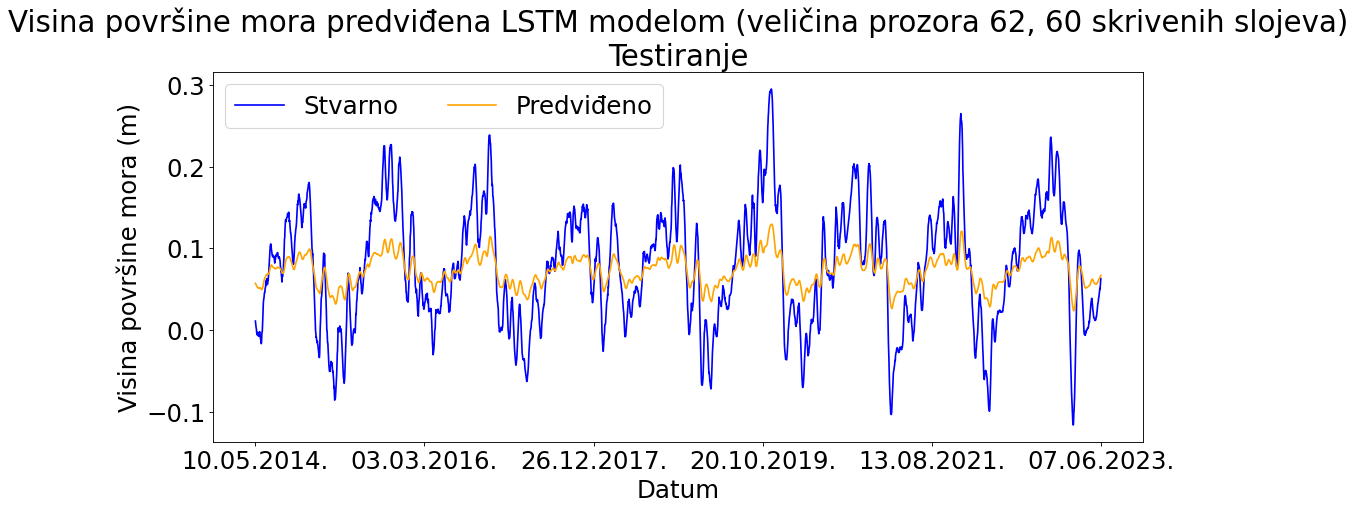 Visina površine mora predviđena LSTM modelom (veličina prozora 62, 60 skrivenih slojeva)
Testiranje
Stvarno
Predviđeno
Visina površine mora (m)
0.3
0.2
0.1
0.0
−0.1
10.05.2014.
03.03.2016.
26.12.2017.
20.10.2019.
13.08.2021.
07.06.2023.
Datum